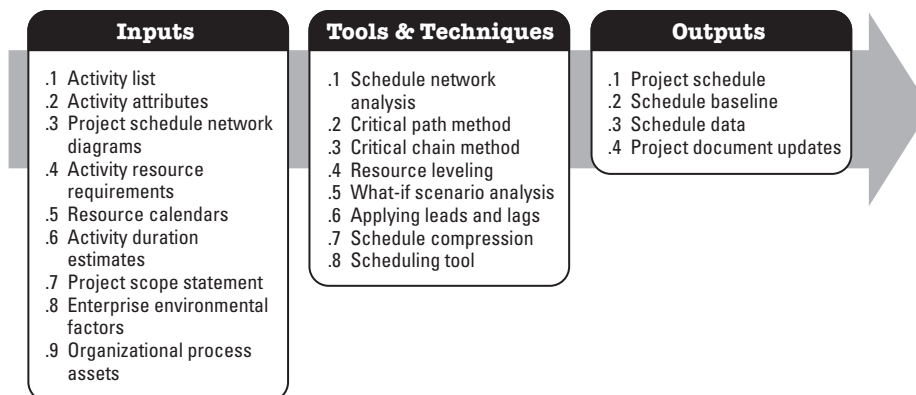 Inputs
.1 Activity list
.2 Activity attributes
.3 Project schedule network
diagrams
.4 Activity resource
requirements
.5 Resource calendars
.6 Activity duration
estimates
.7 Project scope statement
.8 Enterprise environmental
factors
.9 Organizational process
assets
Tools & Techniques
.1 Schedule network
analysis
.2 Critical path method
.3 Critical chain method
.4 Resource leveling
.5 What-if scenario analysis
.6 Applying leads and lags
.7 Schedule compression
.8 Scheduling tool
Outputs
.1 Project schedule
.2 Schedule baseline
.3 Schedule data
.4 Project document updates